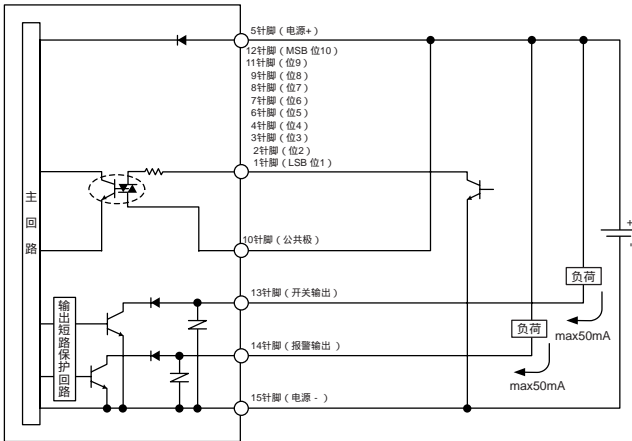 5针脚（电源+）
12针脚（MSB 位10）
11针脚（位9）
9针脚（位8）
8针脚（位7）
7针脚（位6）
6针脚（位5）
4针脚（位4）
3针脚（位3）
2针脚（位2）
1针脚（LSB 位1）
主回路
10针脚（公共极）
+
-
13针脚（开关输出）
负荷
max50mA
输出短路保护回路
14针脚（报警输出）
负荷
max50mA
15针脚（电源 - ）